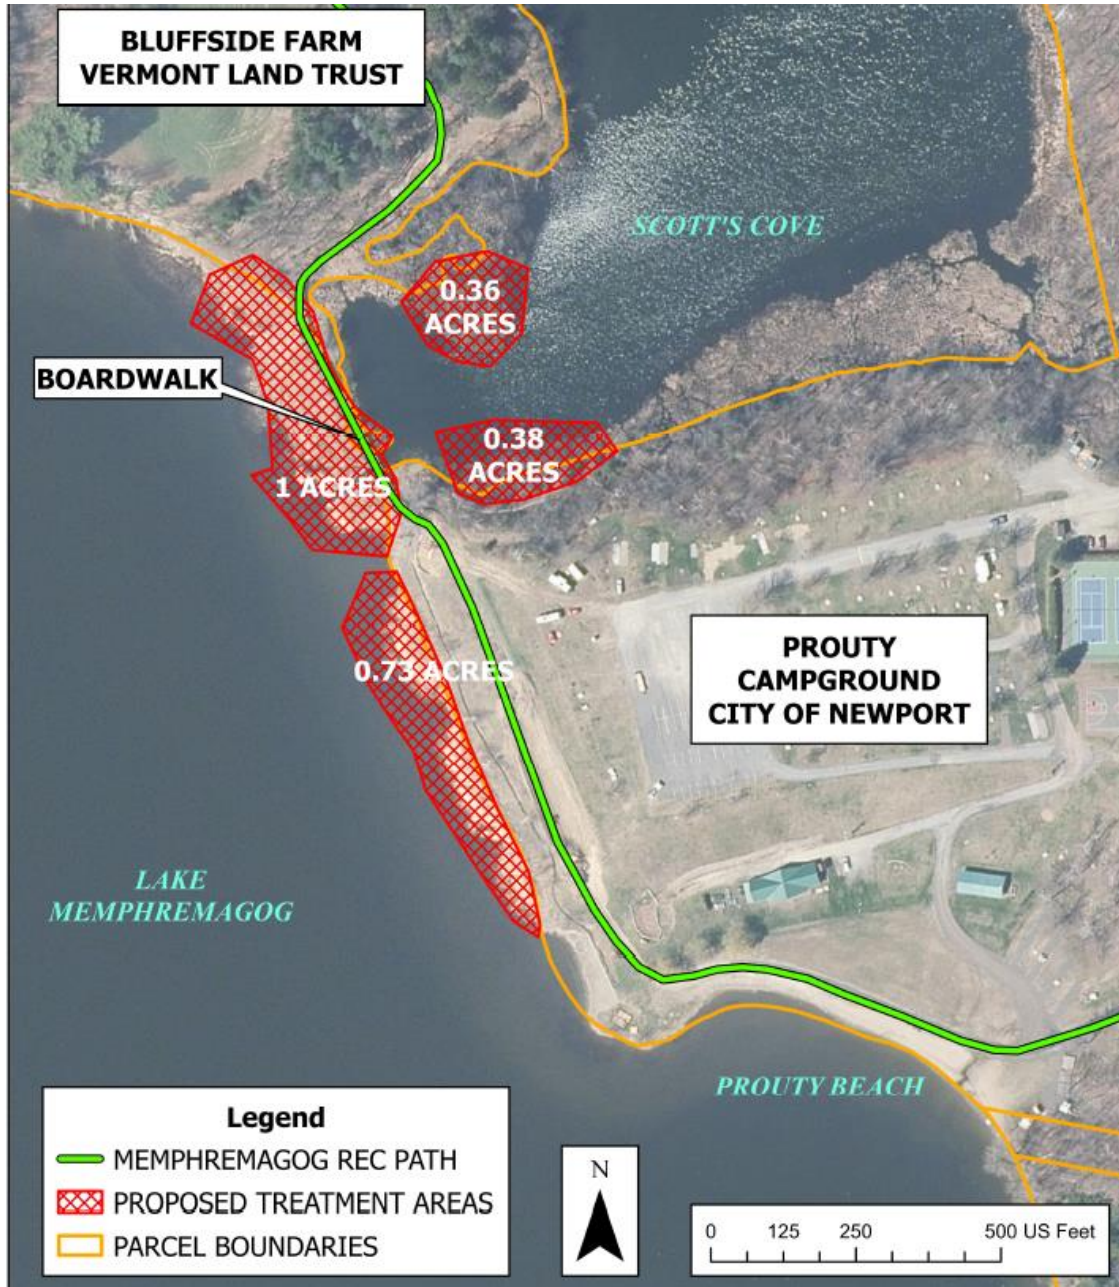 BLUFFSIDE FARM
VERMONT LAND TRUST
SCOTT'S COVE
0.36
ACRES
BOARDWALK
0.38
ACRES
1 ACRES
PROUTY
CAMPGROUND
CITY OF NEWPORT
0.73 ACRES
LAKE
MEMPHREMAGOG
PROUTY BEACH
Legend
MEMPHREMAGOG REC PATH
PROPOSED TREATMENT AREAS
PARCEL BOUNDARIES
N
0 125 250 500 US Feet